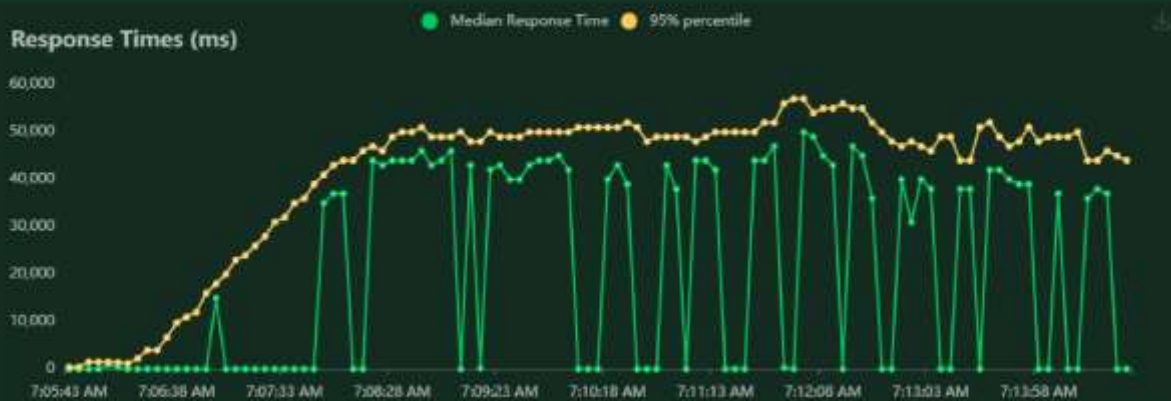 Median Response Time 95% percentile
Response Times (ms)
60,000
50,000
40,000
30,000
20,000
10,000
0
7:05:43 AM 7:06:38 AM 7:07:33 AM 7:08:28 AM 7:09:23 AM 7:10:18 AM 7:11:13 AM 7:12:08 AM 7:13:03 AM 7:13:58 AM